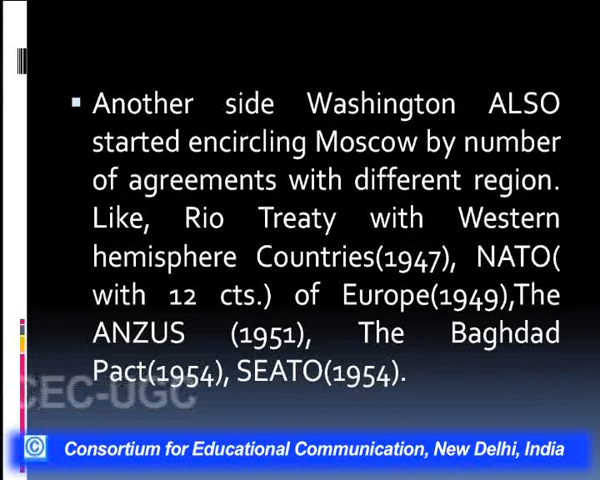 Another side Washington ALSO
started encircling Moscow by number
of agreements with different region.
Like, Rio Treaty with Western
hemisphere Countries(1947), NATO(
with 12 cts.) of Europe(1949),The
ANZUS (1951), The Baghdad
Pact(1954), SEATO(1954).
CEC-UGC
© Consortium for Educational Communication, New Delhi, India